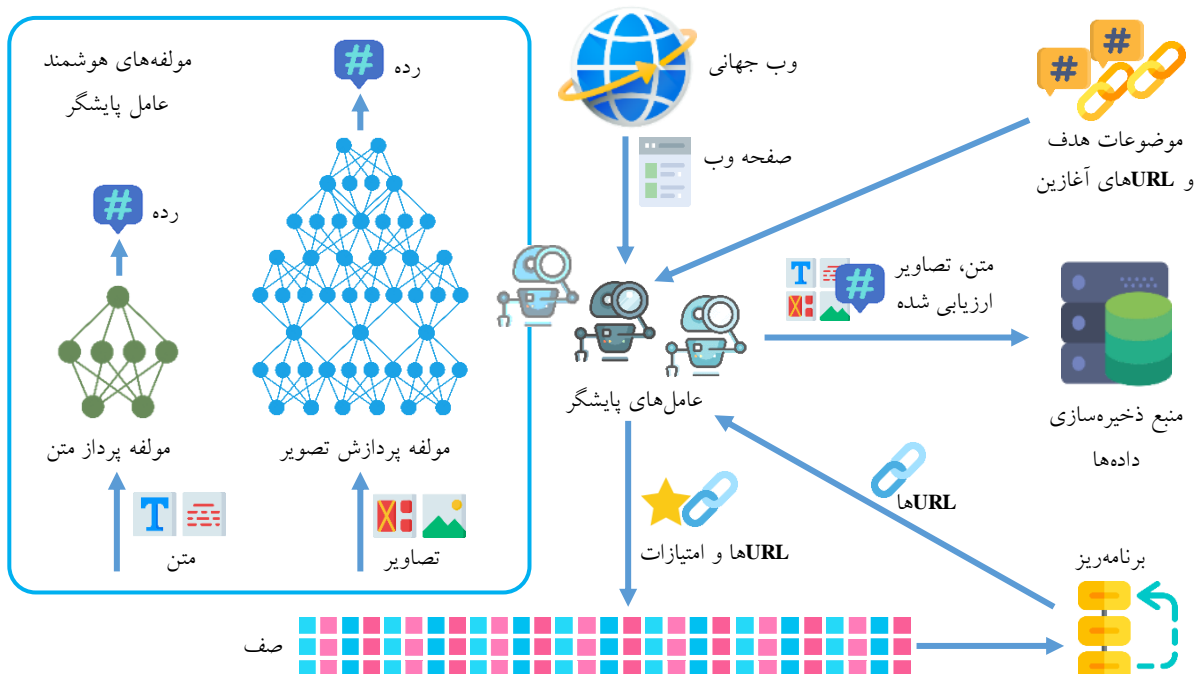 مولفه‌های هوشمند
عامل پایشگر
رده
رده
مولفه پرداز متن
مولفه پردازش تصویر
متن
تصاویر
وب جهانی
صفحه وب
موضوعات هدف
و URLهای آغازین
متن، تصاویر
ارزیابی شده
عامل‌های پایشگر
منبع ذخیره‌سازی
داده‌ها
URLها
URLها و امتیازات
برنامه‌ریز
صف